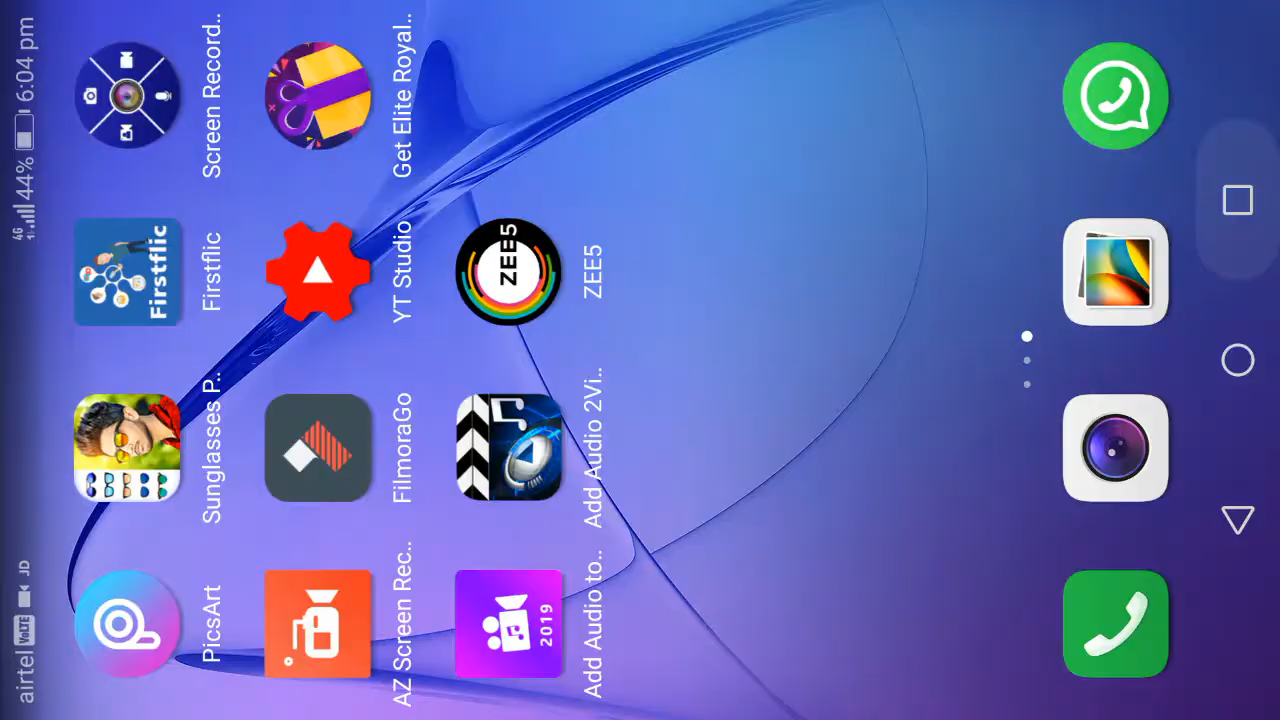 airtel VoLTE JD 4G 44% 6:04 pm
PicsArt
Sunglasses P..
Firstflic
Firstflic
Screen Record..
AZ Screen Rec..
FilmoraGo
YT Studio
Get Elite Royal..
2019
Add Audio to..
Add Audio 2Vi..
ZEE5
ZEE5